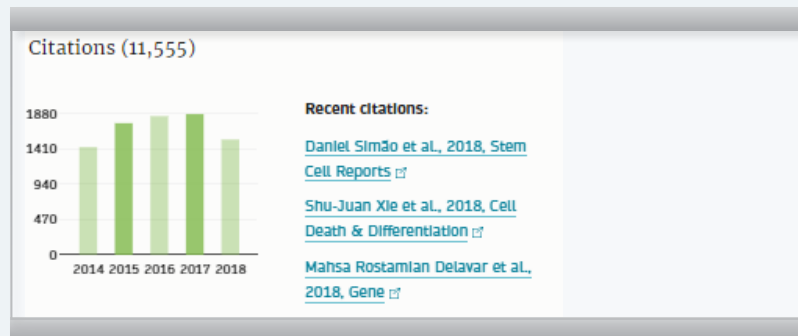 Citations (11,555)
1880
1410
940
470
0
2014 2015 2016 2017 2018
Recent citations:
Daniel Simão et al., 2018, Stem
Cell Reports
Shu-Juan Xie et al., 2018, Cell
Death & Differentiation
Mahsa Rostamian Delavar et al.,
2018, Gene